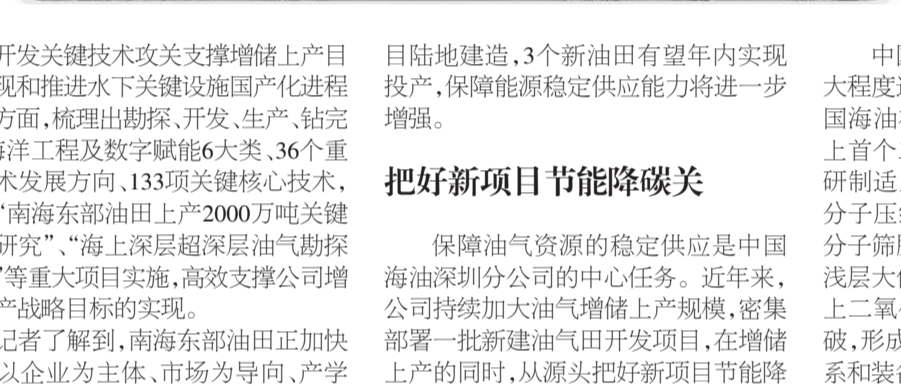 开发关键技术攻关支撑增储上产目
现和推进水下关键设施国产化进程
方面,梳理出勘探、开发、生产、钻完
海洋工程及数字赋能6大类、36个重
术发展方向、133项关键核心技术,
“南海东部油田上产2000万吨关键
研究”、“海上深层超深层油气勘探
”等重大项目实施,高效支撑公司增
产战略目标的实现。
记者了解到,南海东部油田正加快
以企业为主体、市场为导向、产学
目陆地建造,3个新油田有望年内实现
投产,保障能源稳定供应能力将进一步
增强。
把好新项目节能降碳关
保障油气资源的稳定供应是中国
海油深圳分公司的中心任务。近年来,
公司持续加大油气增储上产规模,密集
部署一批新建油气田开发项目,在增储
上产的同时,从源头把好新项目节能降
中国
大程度
国海油
上首个
研制适
分子压
分子筛
浅层大
上二氧
破,形成
系和装